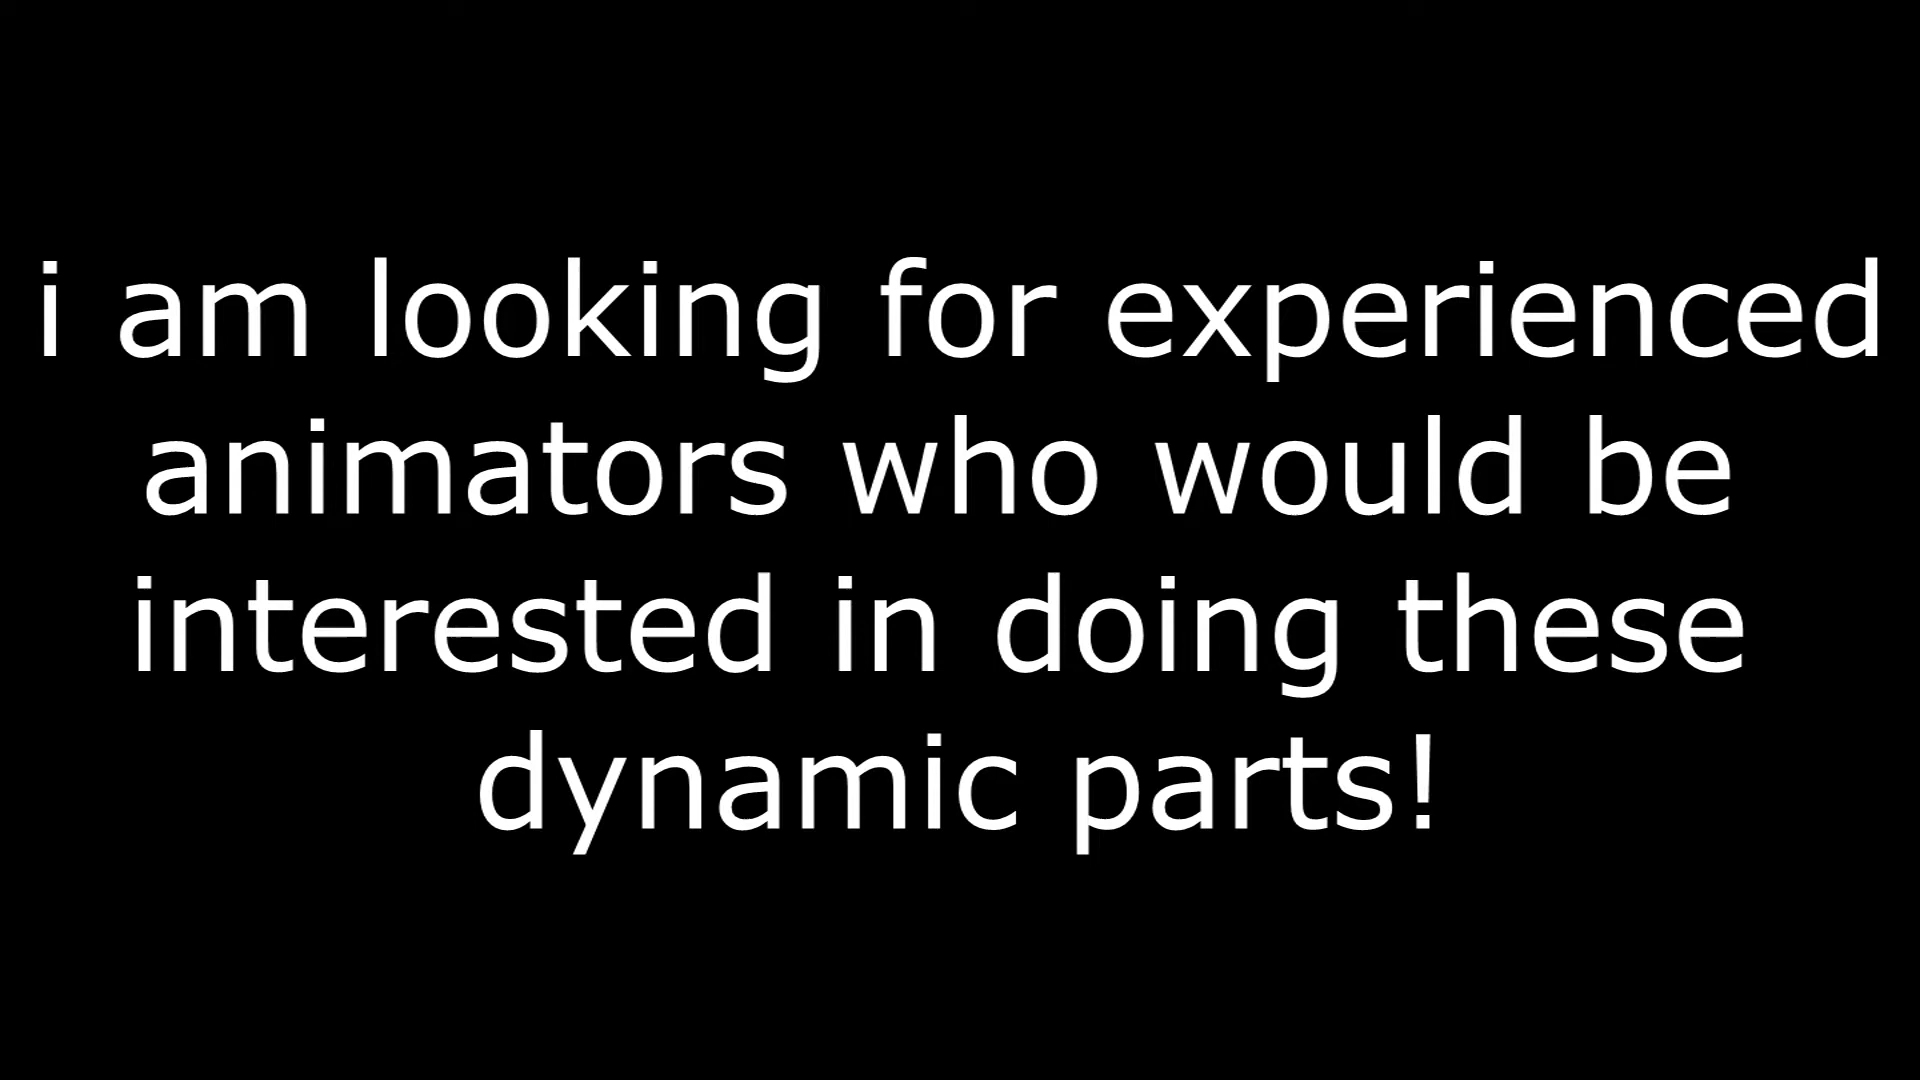 i am looking for experienced
animators who would be
interested in doing these
dynamic parts!